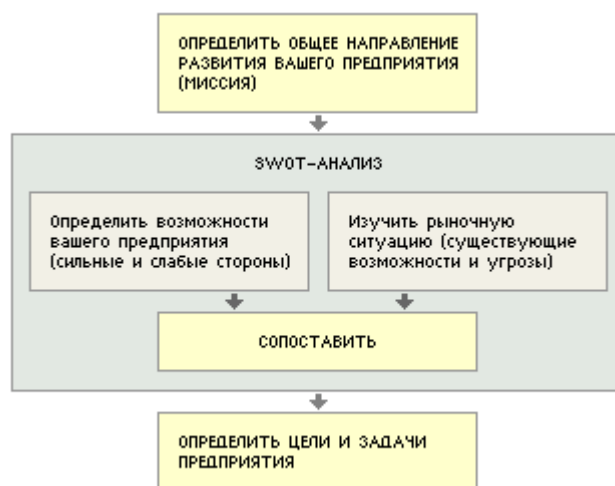 ОПРЕДЕЛИТЬ ОБЩЕЕ НАПРАВЛЕНИЕ
РАЗВИТИЯ ВАШЕГО ПРЕДПРИЯТИЯ
(МИССИЯ)
SWOT-АНАЛИЗ
Определить возможности
вашего предприятия
(сильные и слабые стороны)
Изучить рыночную
ситуацию (существующие
возможности и угрозы)
СОПОСТАВИТЬ
ОПРЕДЕЛИТЬ ЦЕЛИ И ЗАДАЧИ
ПРЕДПРИЯТИЯ